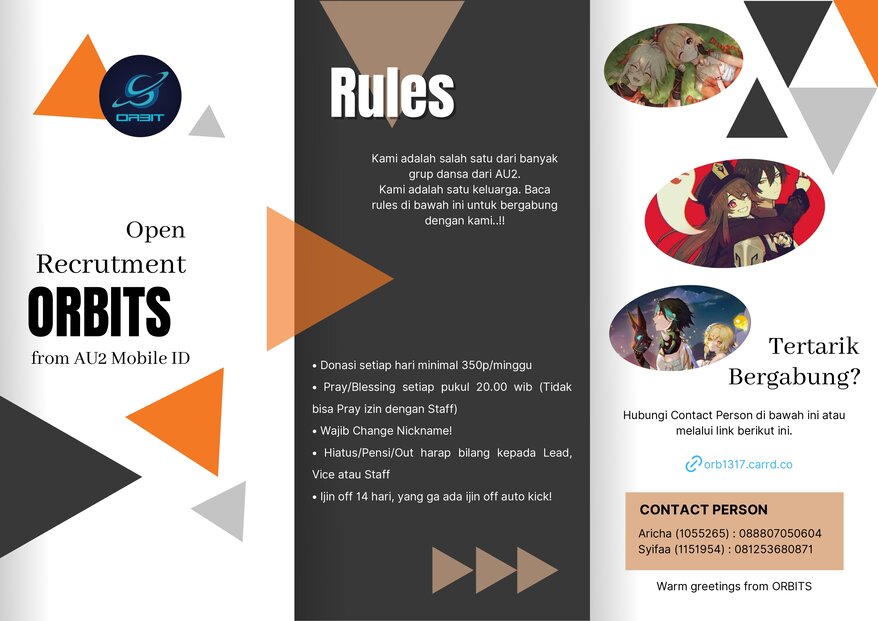 ORBIT
Open
Recrutment
ORBITS
from AU2 Mobile ID
Rules
Kami adalah salah satu dari banyak
grup dansa dari AU2.
Kami adalah satu keluarga. Baca
rules di bawah ini untuk bergabung
dengan kami..!!
• Donasi setiap hari minimal 350p/minggu
• Pray/Blessing setiap pukul 20.00 wib (Tidak
bisa Pray izin dengan Staff)
• Wajib Change Nickname!
• Hiatus/Pensi/Out harap bilang kepada Lead,
Vice atau Staff
• Ijin off 14 hari, yang ga ada ijin off auto kick!
Tertarik
Bergabung?
Hubungi Contact Person di bawah ini atau
melalui link berikut ini.
orb1317.carrd.co
CONTACT PERSON
Aricha (1055265) : 088807050604
Syifaa (1151954) : 081253680871
Warm greetings from ORBITS